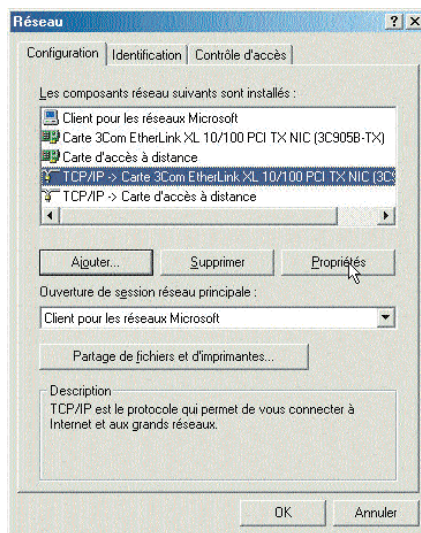 Réseau
Configuration Identification Contrôle d'accès
Les composants réseau suivants sont installés :
Client pour les réseaux Microsoft
Carte 3Com EtherLink XL 10/100 PCI TX NIC (3C905B-TX)
Carte d'accès à distance
TCP/IP -> Carte 3Com EtherLink XL 10/100 PCI TX NIC (3C9
TCP/IP -> Carte d'accès à distance
Ajouter... Supprimer Propriétés
Ouverture de session réseau principale :
Client pour les réseaux Microsoft
Partage de fichiers et d'imprimantes...
Description
TCP/IP est le protocole qui permet de vous connecter à
Internet et aux grands réseaux.
OK Annuler